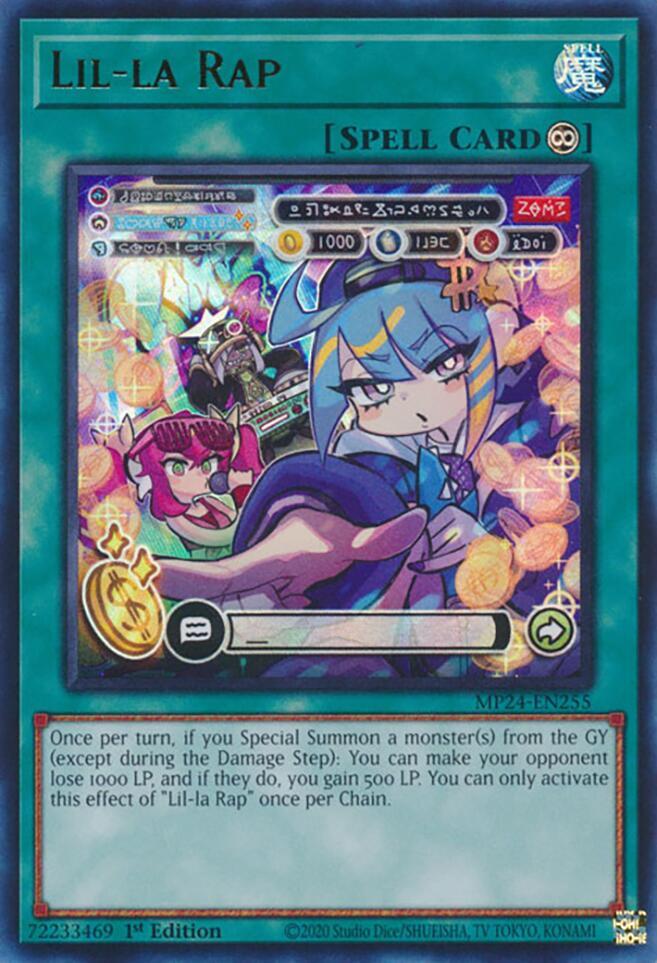 LIL-LA RAP
SPELL
魔
[SPELL CARD♾]
1000
MP24-EN255
Once per turn, if you Special Summon a monster(s) from the GY
(except during the Damage Step): You can make your opponent
lose 1000 LP, and if they do, you gain 500 LP. You can only activate
this effect of "Lil-la Rap" once per Chain.
72233469 1st Edition ©2020 Studio Dice/SHUEISHA, TV TOKYO, KONAMI